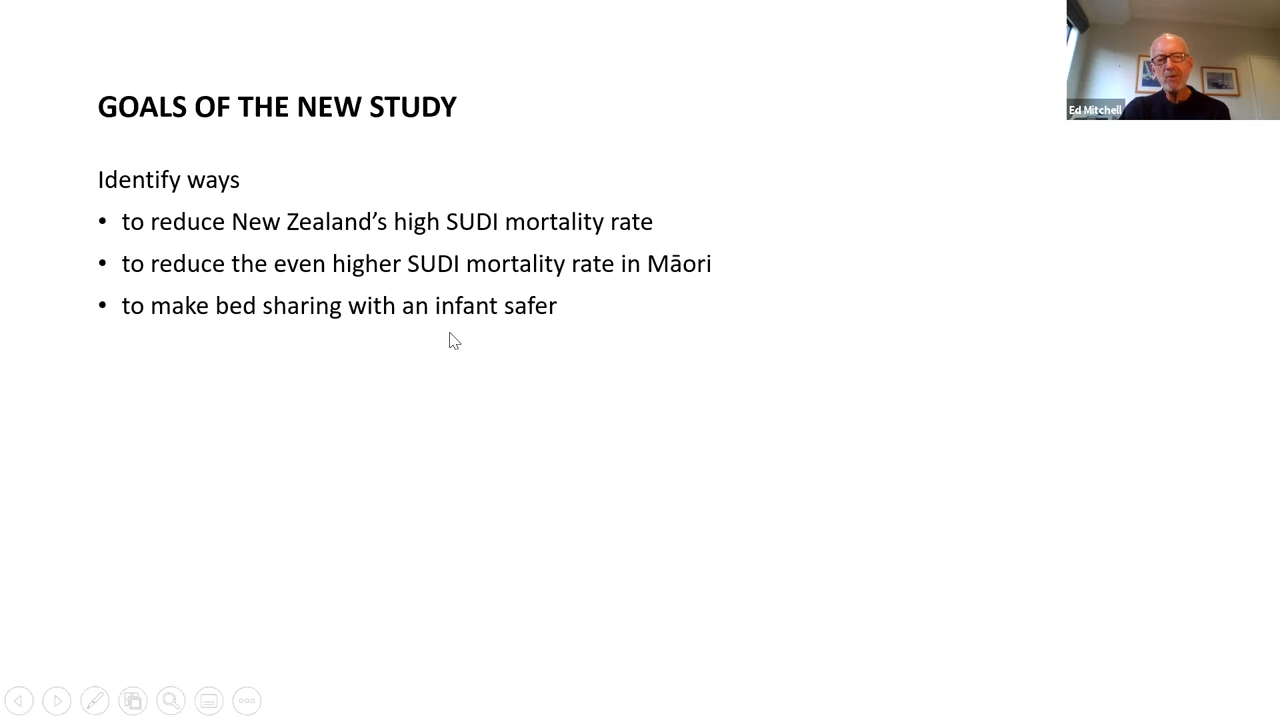 GOALS OF THE NEW STUDY
Identify ways
• to reduce New Zealand’s high SUDI mortality rate
• to reduce the even higher SUDI mortality rate in Māori
• to make bed sharing with an infant safer
Ed Mitchell